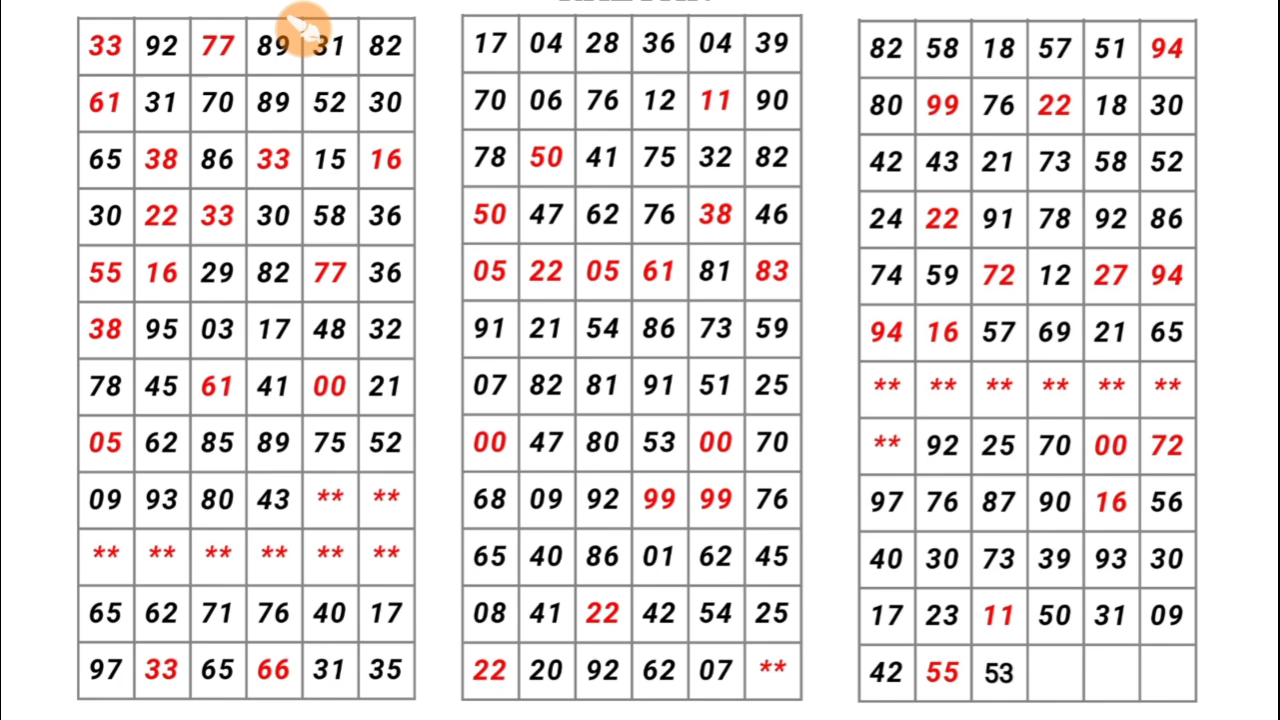 33 92 77 89 31 82
61 31 70 89 52 30
65 38 86 33 15 16
30 22 33 30 58 36
55 16 29 82 77 36
38 95 03 17 48 32
78 45 61 41 00 21
05 62 85 89 75 52
09 93 80 43 ** **
** ** ** ** ** **
65 62 71 76 40 17
97 33 65 66 31 35
17 04 28 36 04 39
70 06 76 12 11 90
78 50 41 75 32 82
50 47 62 76 38 46
05 22 05 61 81 83
91 21 54 86 73 59
07 82 81 91 51 25
00 47 80 53 00 70
68 09 92 99 99 76
65 40 86 01 62 45
08 41 22 42 54 25
22 20 92 62 07 **
82 58 18 57 51 94
80 99 76 22 18 30
42 43 21 73 58 52
24 22 91 78 92 86
74 59 72 12 27 94
94 16 57 69 21 65
** ** ** ** ** **
** 92 25 70 00 72
97 76 87 90 16 56
40 30 73 39 93 30
17 23 11 50 31 09
42 55 53